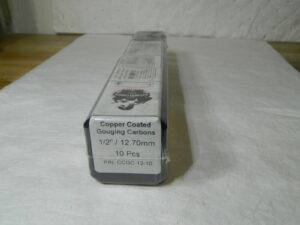 Copper Coated
Gouging Carbons
1/2" / 12.70mm
10 Pcs
P/N: CCGC-12-10